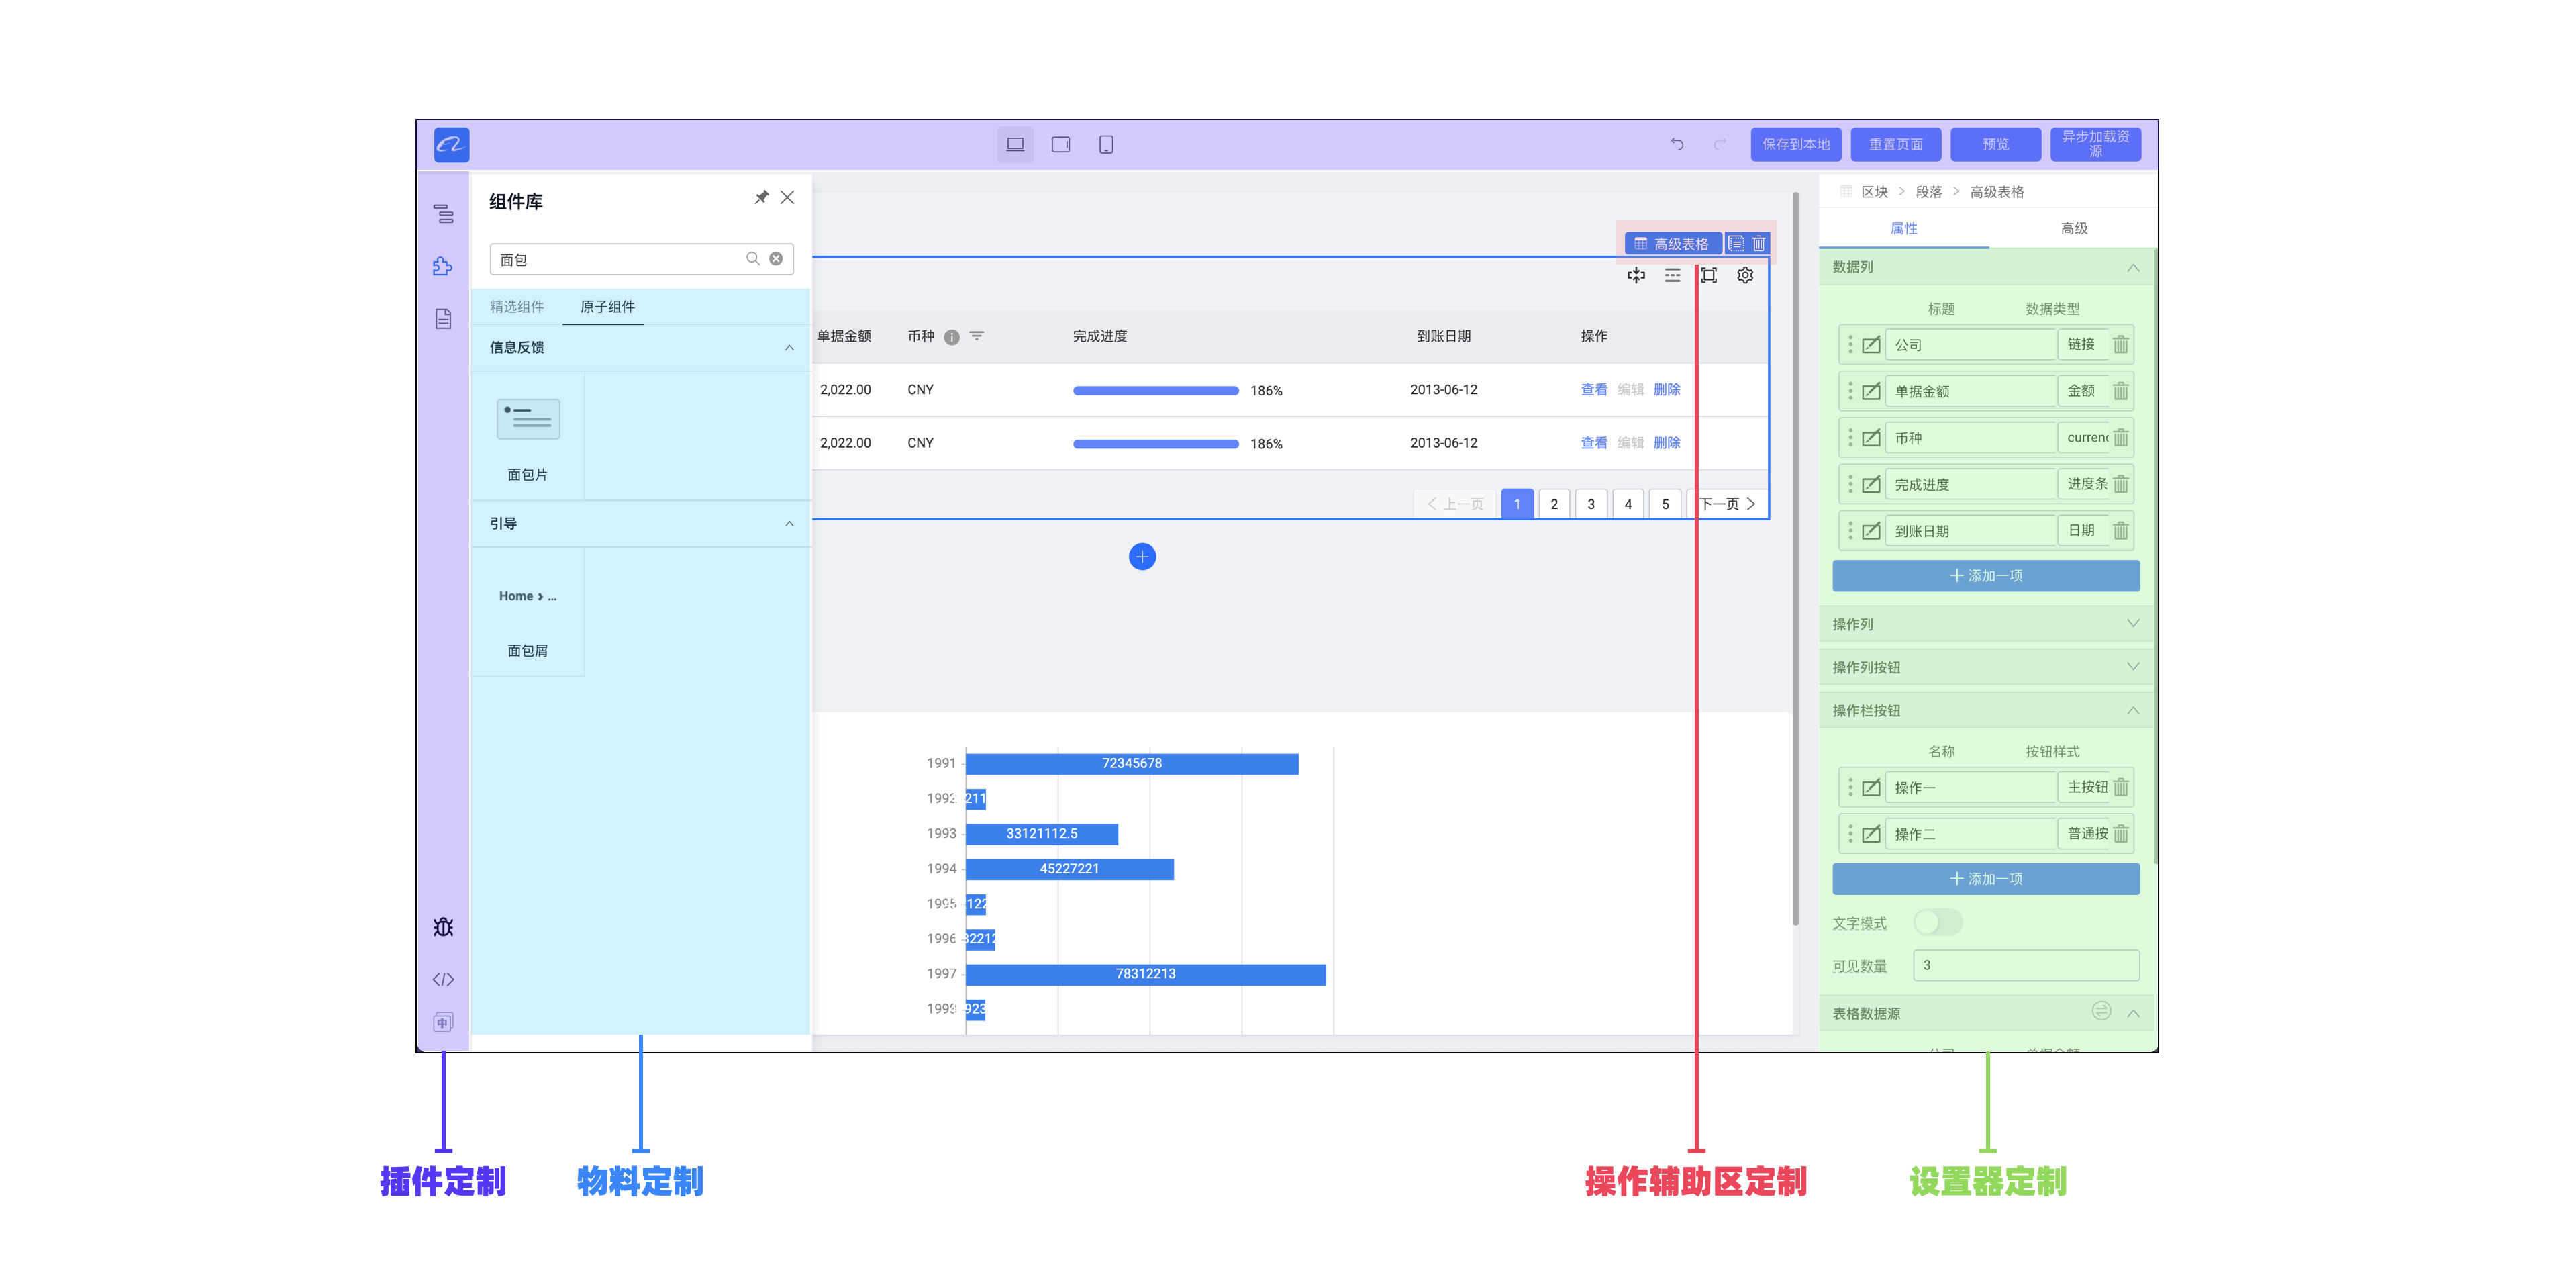 保存到本地 重置页面 预览 异步加载资
源
组件库
面包
精选组件 原子组件
信息反馈
面包片
引导
Home › ...
面包屑
高级表格
单据金额 币种 完成进度 到账日期 操作
2,022.00 CNY 186% 2013-06-12 查看 编辑 删除
2,022.00 CNY 186% 2013-06-12 查看 编辑 删除
上一页 1 2 3 4 5 下一页
1991 72345678
1992 211
1993 33121112.5
1994 45227221
1995 122
1996 32212
1997 78312213
923
区块 > 段落 > 高级表格
属性 高级
数据列
标题 数据类型
公司 链接
单据金额 金额
币种 curren
完成进度 进度条
到账日期 日期
+ 添加一项
操作列
操作列按钮
操作栏按钮
名称 按钮样式
操作一 主按钮
操作二 普通按
+ 添加一项
文字模式
可见数量 3
表格数据源
插件定制 物料定制 操作辅助区定制 设置器定制